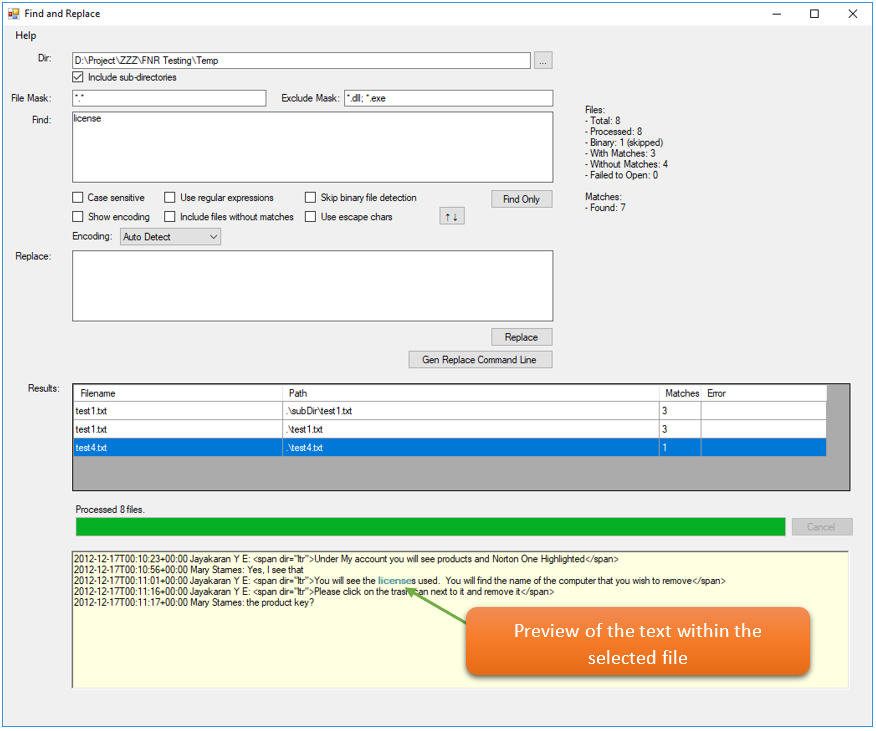 Find and Replace
Help
Dir: D:\Project\ZZZ\FNR Testing\Temp ...
Include sub-directories
File Mask: *.* Exclude Mask: *.dll; *.exe
Find: license
Files:
- Total: 8
- Processed: 8
- Binary: 1 (skipped)
- With Matches: 3
- Without Matches: 4
- Failed to Open: 0
Matches:
- Found: 7
Case sensitive Use regular expressions Skip binary file detection Find Only
Show encoding Include files without matches Use escape chars ↑↓
Encoding: Auto Detect
Replace:
Replace
Gen Replace Command Line
Results:
Filename Path Matches Error
test1.txt .\subDir\test1.txt 3
test1.txt .\test1.txt 3
test4.txt .\test4.txt 1
Processed 8 files.
Cancel
2012-12-17T00:10:23+00:00 Jayakaran Y E: <span dir="ltr">Under My account you will see products and Norton One Highlighted</span>
2012-12-17T00:10:56+00:00 Mary Starnes: Yes, I see that
2012-12-17T00:11:01+00:00 Jayakaran Y E: <span dir="ltr">You will see the licenses used.  You will find the name of the computer that you wish to remove</span>
2012-12-17T00:11:16+00:00 Jayakaran Y E: <span dir="ltr">Please click on the trash can next to it and remove it</span>
2012-12-17T00:11:17+00:00 Mary Starnes: the product key?
Preview of the text within the
selected file